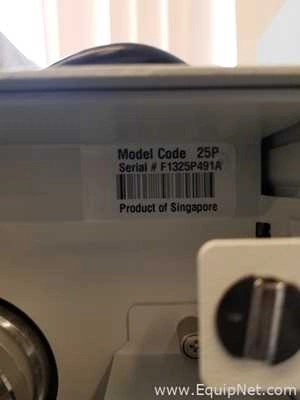 Model Code 25P
Serial # F1325P491A
Product of Singapore
www.EquipNet.com